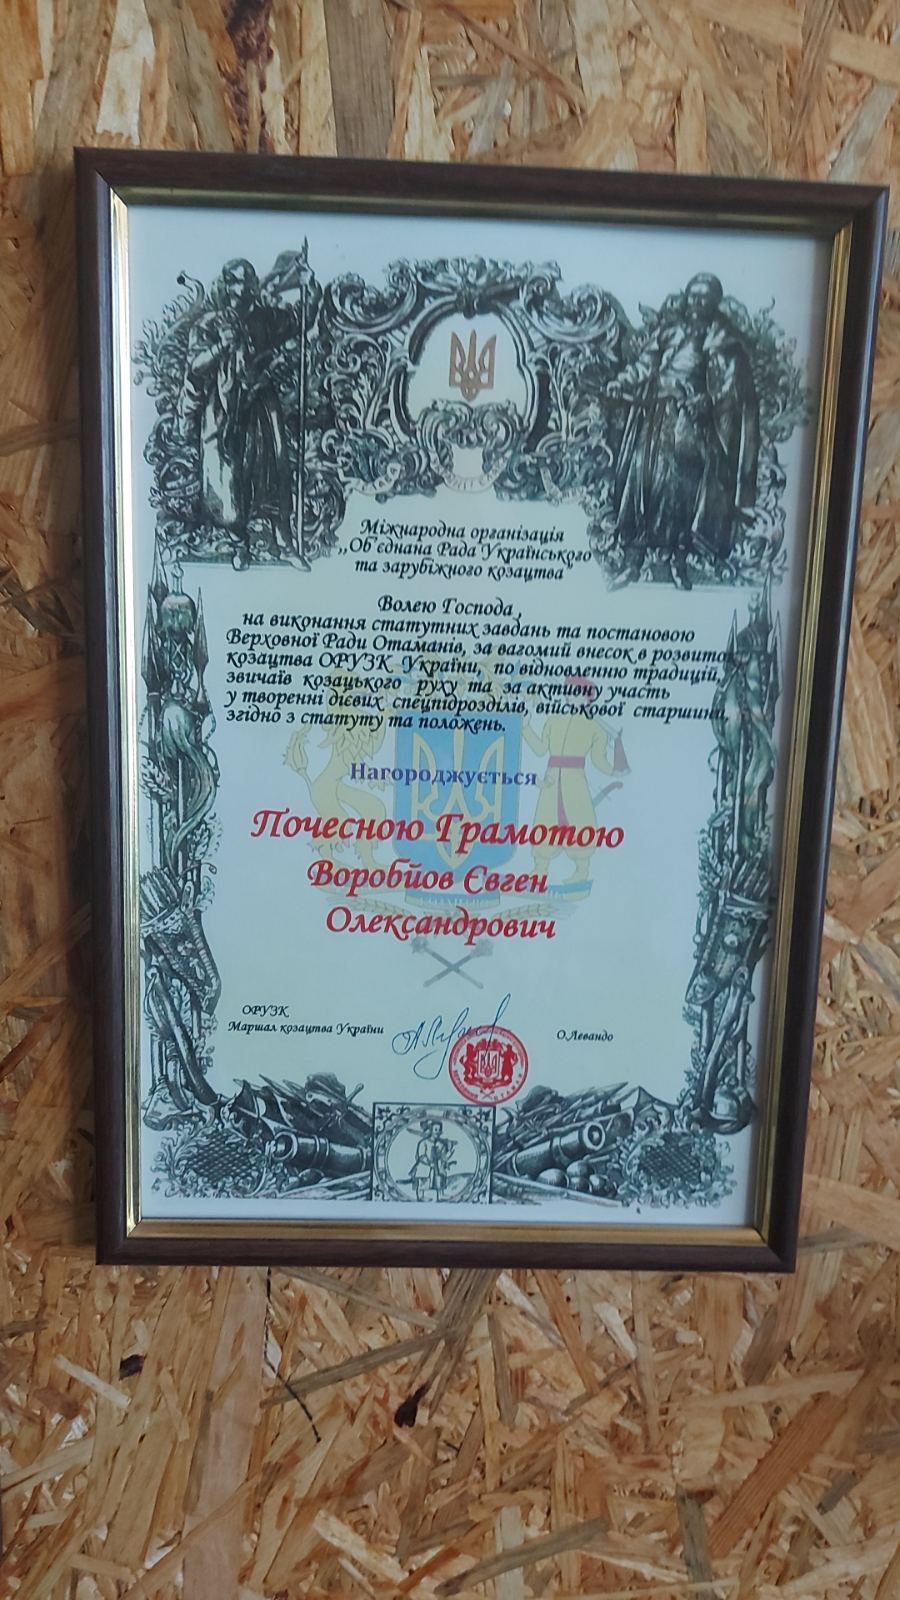 Міжнародна організація
,,Об'єднана Рада Українського
та зарубіжного козацтва"
Волею Господа,
на виконання статутних завдань та постановою
Верховної Ради Отаманів, за вагомий внесок в розвиток
козацтва ОРУЗК України, по відновленню традицій,
звичаїв козацького руху та за активну участь
у творенні дієвих спецпідрозділів, військової старшини,
згідно з статуту та положень.
Нагороджується
Почесною Грамотою
Воробйов Євген
Олександрович
ОРУЗК
Маршал козацтва України
О.Левандо